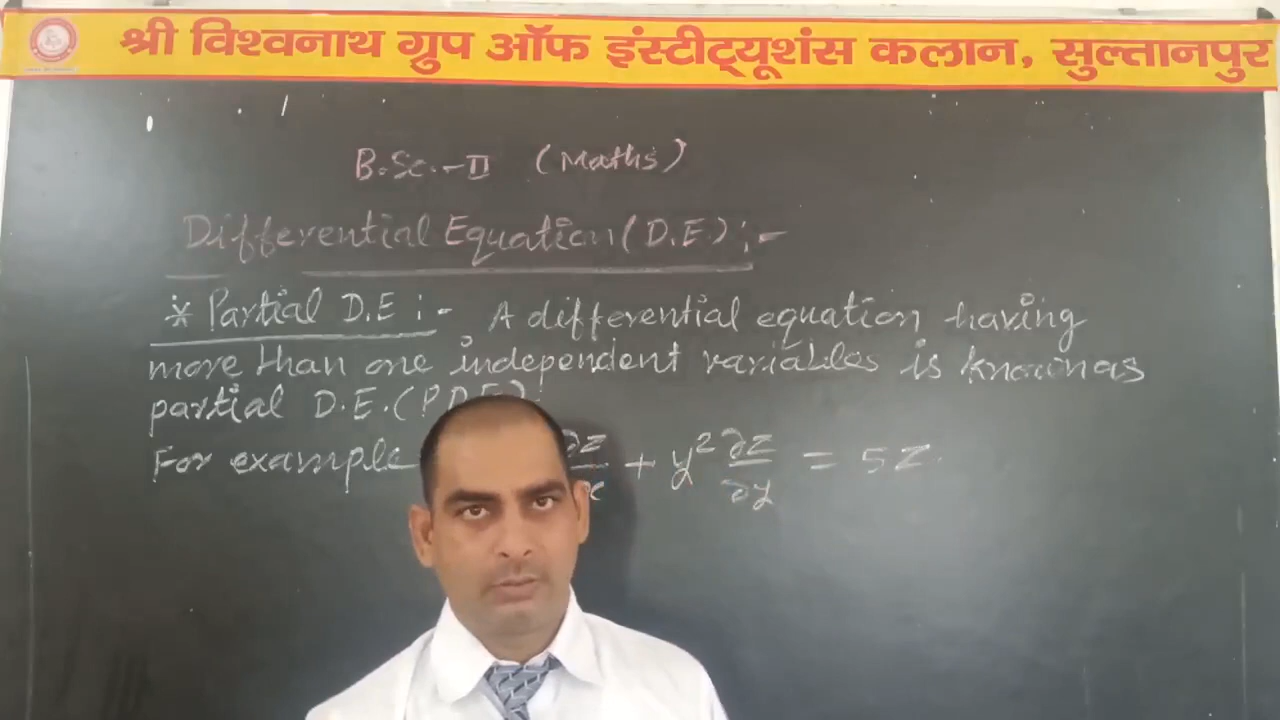 श्री विश्वनाथ ग्रुप ऑफ इंस्टीट्यूशंस कलान, सुल्तानपुर
B.Sc.-II (Maths)
Differential Equation (D.E):-
* Partial D.E :- A differential equation having
more than one independent variables is known as
partial D.E. (P.D.E)
For example ∂z + y² ∂z/∂y = 5z